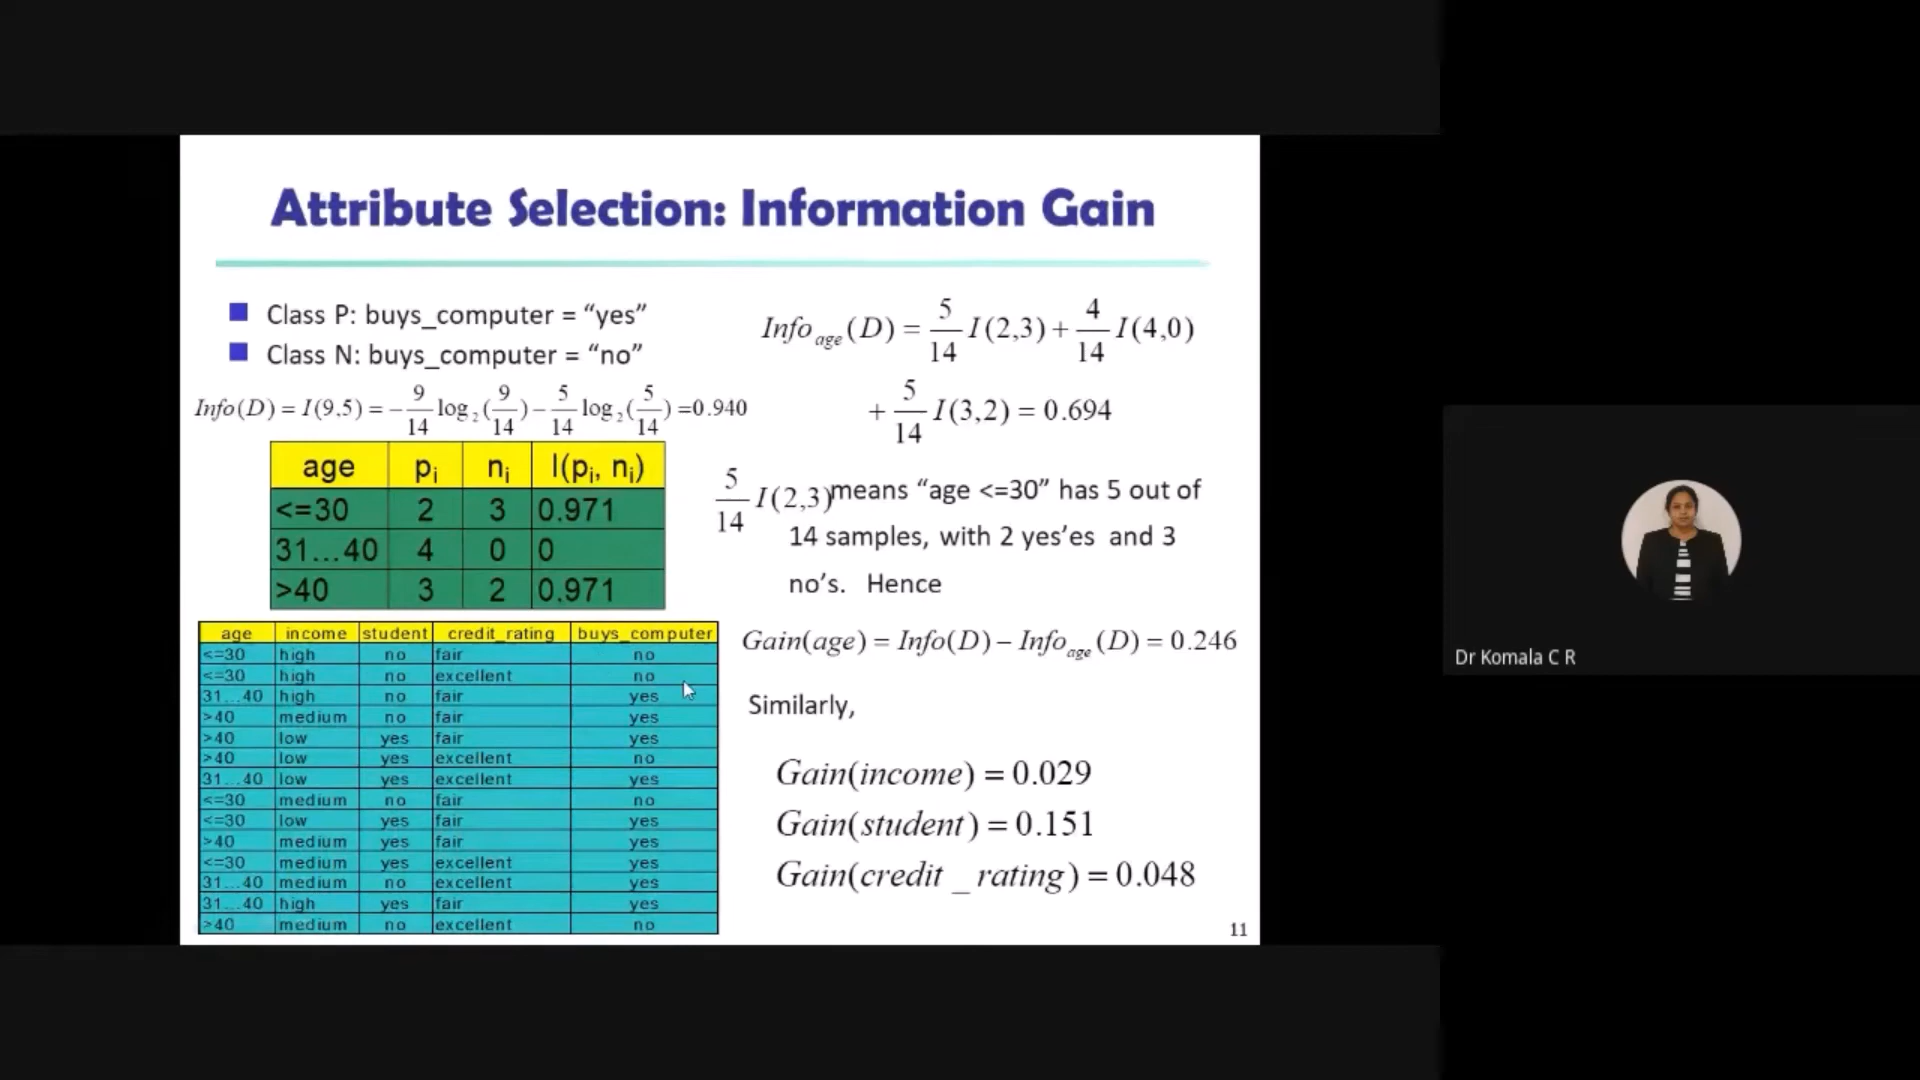 Attribute Selection: Information Gain
Class P: buys_computer = “yes”
Class N: buys_computer = “no”
Info(D) = I(9,5) = -9/14 log₂(9/14) - 5/14 log₂(5/14) =0.940
age pᵢ nᵢ I(pᵢ, nᵢ)
<=30 2 3 0.971
31…40 4 0 0
>40 3 2 0.971
age income student credit_rating buys_computer
<=30 high no fair no
<=30 high no excellent no
31…40 high no fair yes
>40 medium no fair yes
>40 low yes fair yes
>40 low yes excellent no
31…40 low yes excellent yes
<=30 medium no fair no
<=30 low yes fair yes
>40 medium yes fair yes
<=30 medium yes excellent yes
31…40 medium no excellent yes
31…40 high yes fair yes
>40 medium no excellent no
Info age (D) = 5/14 I(2,3) + 4/14 I(4,0)
+ 5/14 I(3,2) = 0.694
5/14 I(2,3) means “age <=30” has 5 out of
14 samples, with 2 yes’es and 3
no’s. Hence
Gain(age) = Info(D) − Info age (D) = 0.246
Similarly,
Gain(income) = 0.029
Gain(student) = 0.151
Gain(credit_rating) = 0.048
11
Dr Komala C R